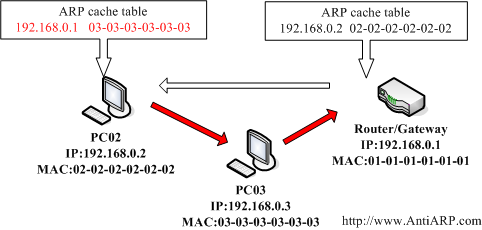 ARP cache table
192.168.0.1 03-03-03-03-03-03
ARP cache table
192.168.0.2 02-02-02-02-02-02
PC02
IP:192.168.0.2
MAC:02-02-02-02-02-02
Router/Gateway
IP:192.168.0.1
MAC:01-01-01-01-01-01
PC03
IP:192.168.0.3
MAC:03-03-03-03-03-03
http://www.AntiARP.com